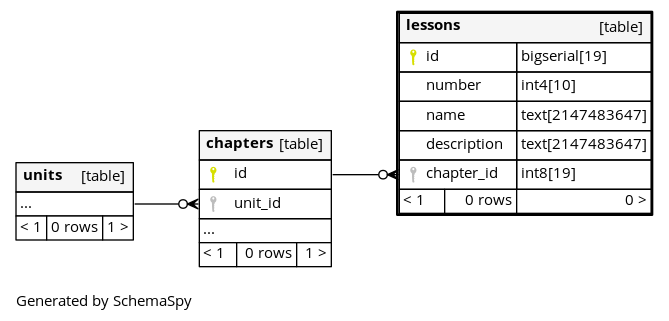 lessons [table]
id bigserial[19]
number int4[10]
name text[2147483647]
description text[2147483647]
chapter_id int8[19]
< 1 0 rows 0 >
chapters [table]
id
unit_id
...
< 1 0 rows 1 >
units [table]
...
< 1 0 rows 1 >
Generated by SchemaSpy